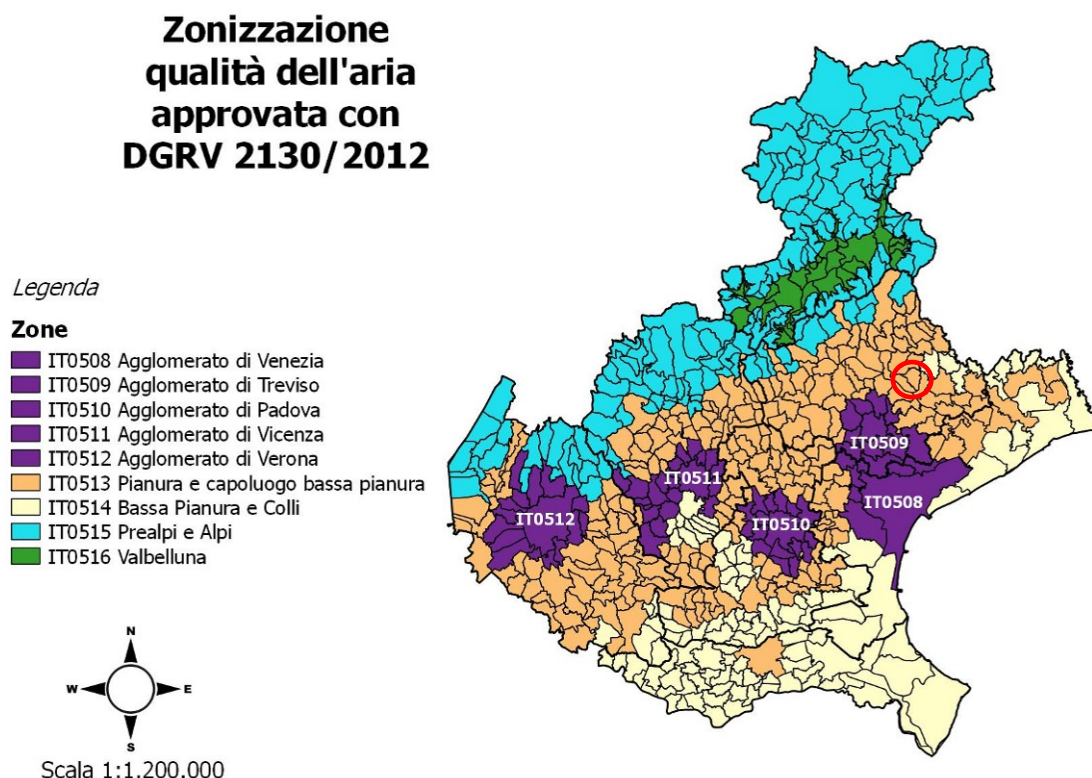 Zonizzazione
qualità dell'aria
approvata con
DGRV 2130/2012
Legenda
Zone
IT0508 Agglomerato di Venezia
IT0509 Agglomerato di Treviso
IT0510 Agglomerato di Padova
IT0511 Agglomerato di Vicenza
IT0512 Agglomerato di Verona
IT0513 Pianura e capoluogo bassa pianura
IT0514 Bassa Pianura e Colli
IT0515 Prealpi e Alpi
IT0516 Valbelluna
N
W E
S
Scala 1:1.200.000
IT0509
IT0511
IT0508
IT0512
IT0510